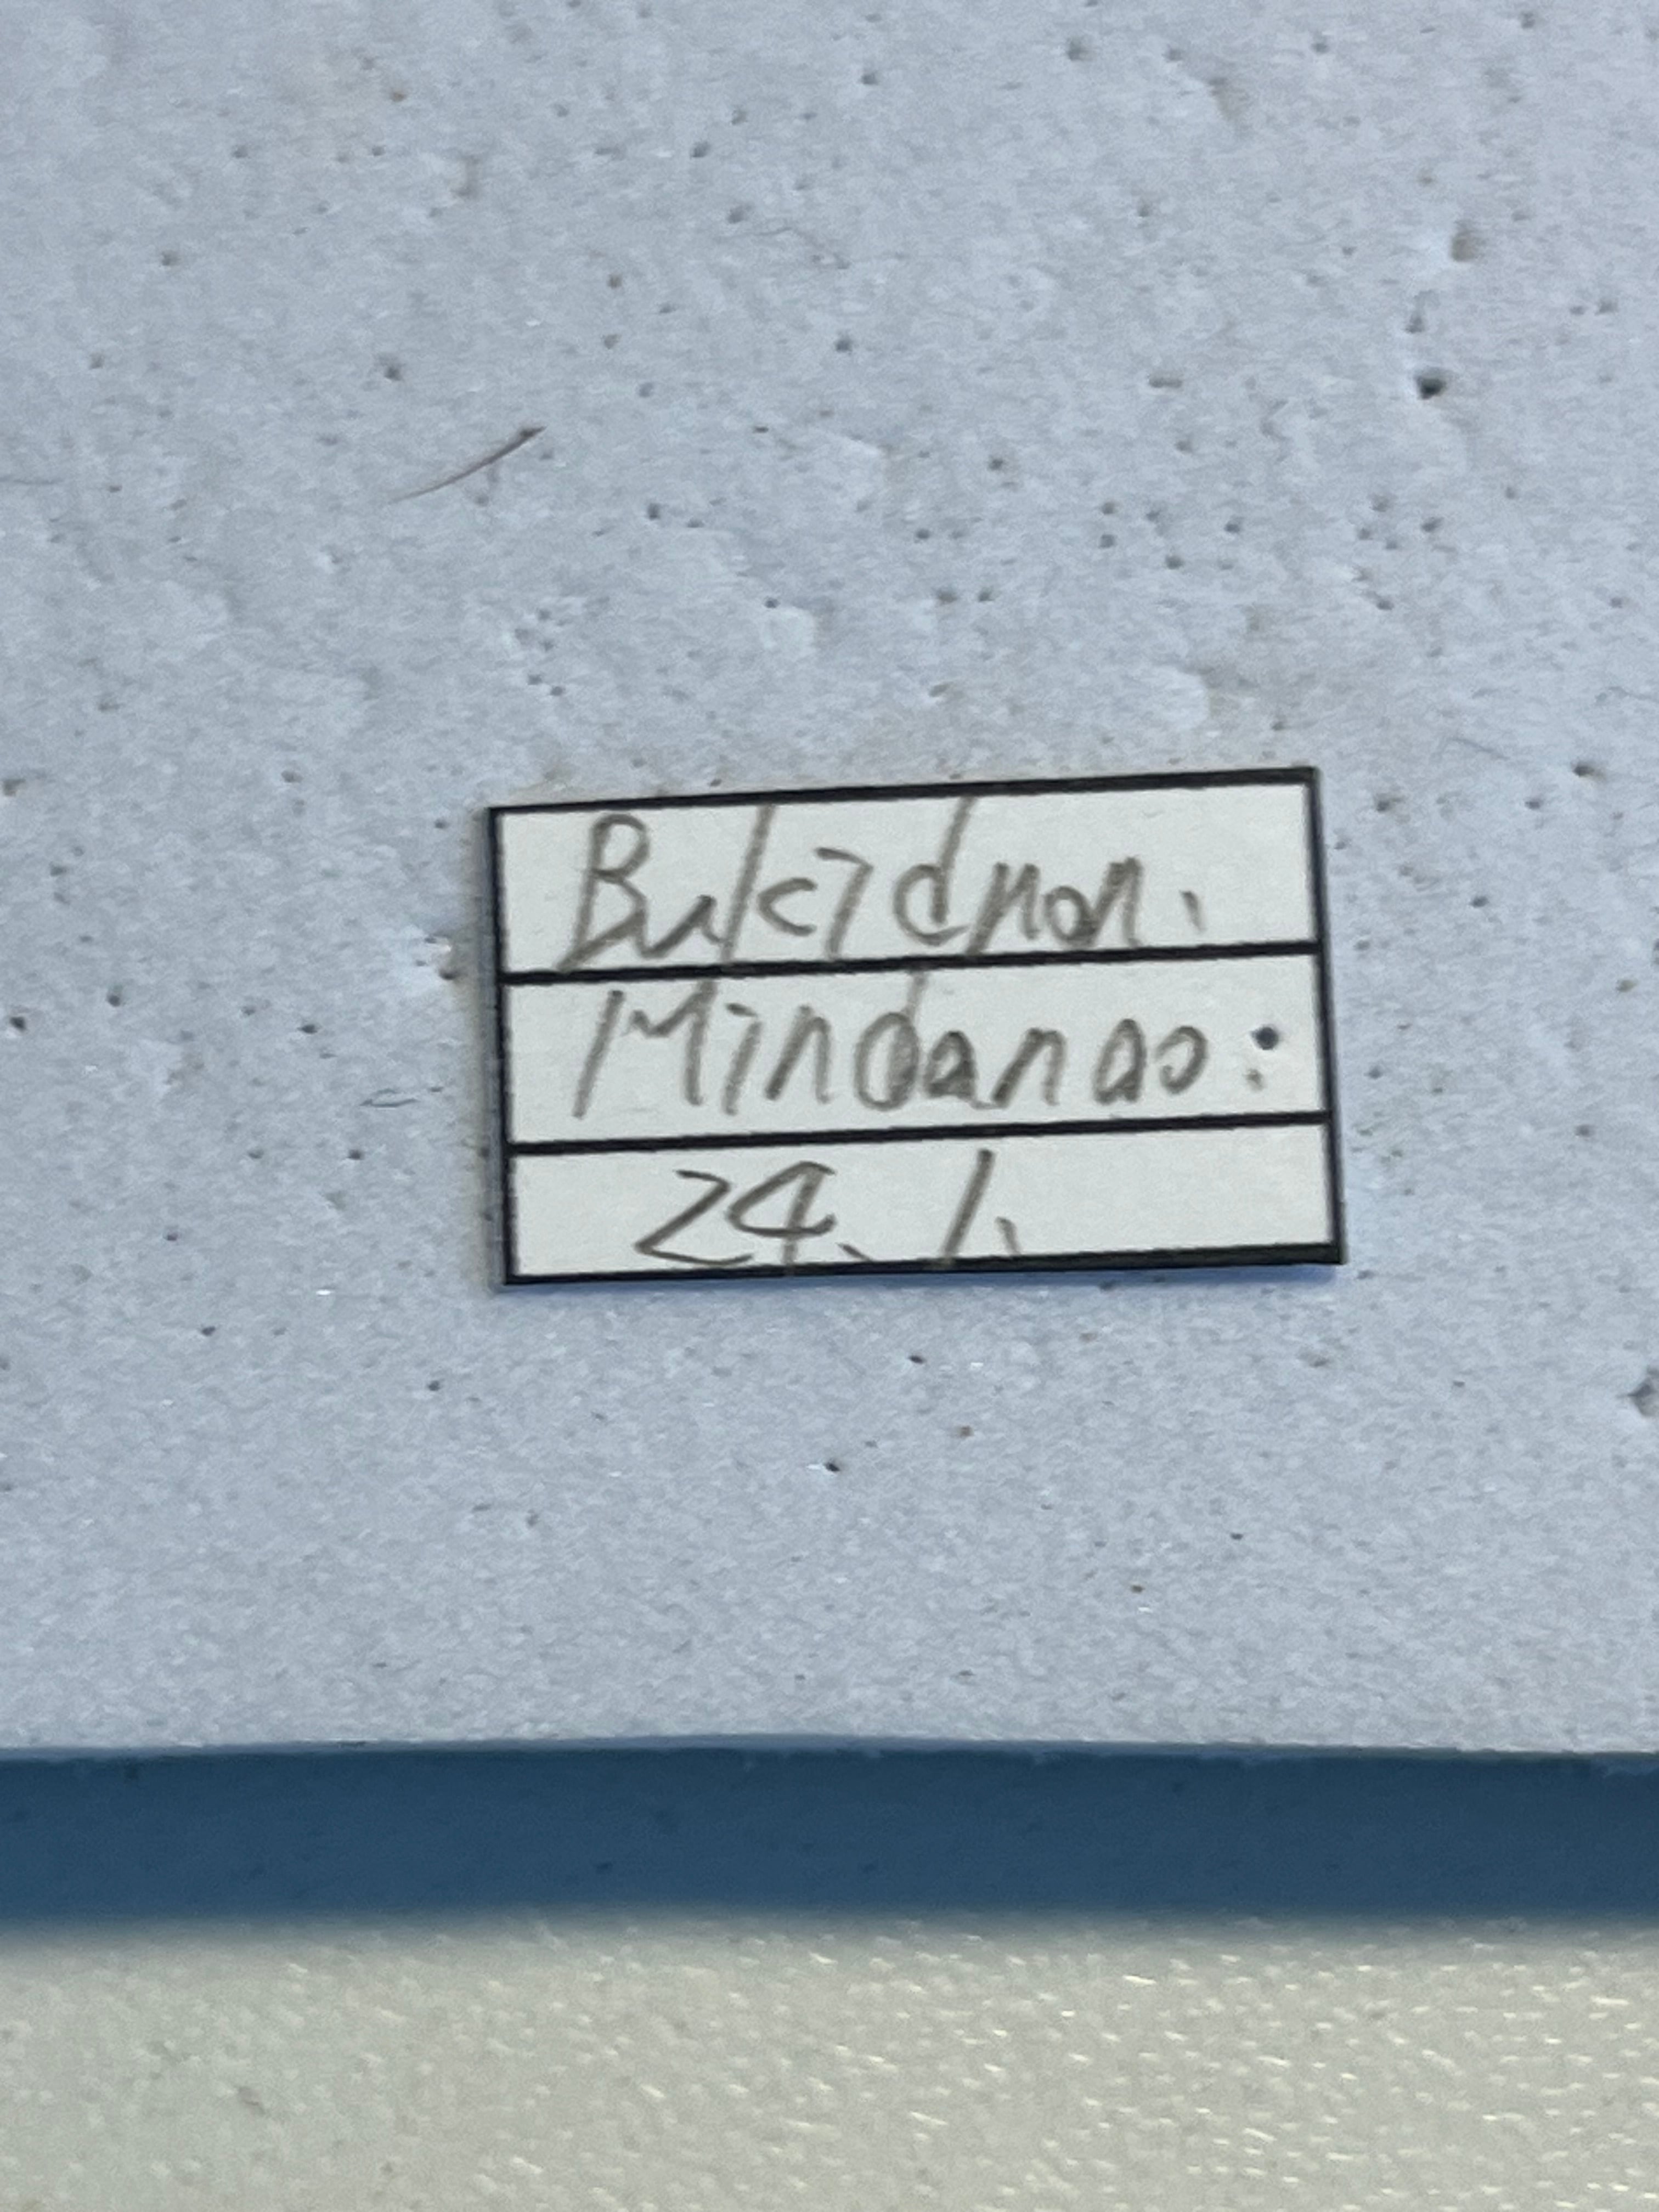 Bukidnon.
Mindanao:
24. 1.